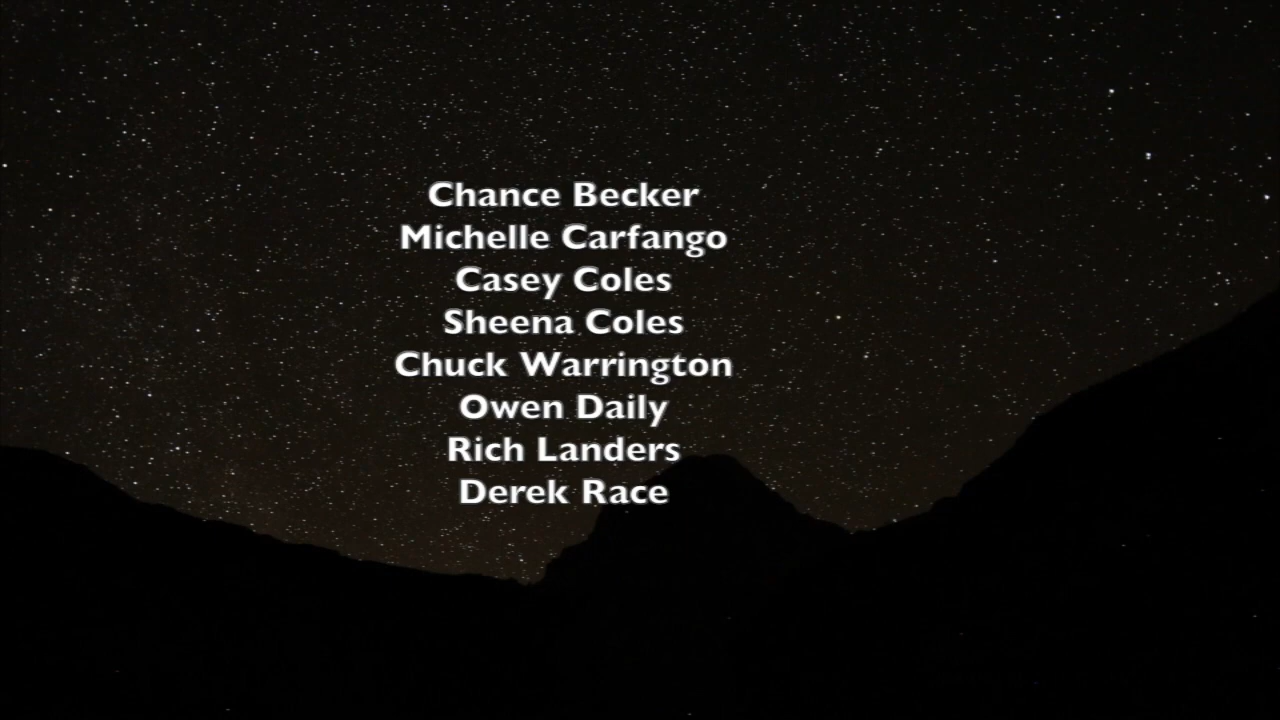 Chance Becker
Michelle Carfango
Casey Coles
Sheena Coles
Chuck Warrington
Owen Daily
Rich Landers
Derek Race